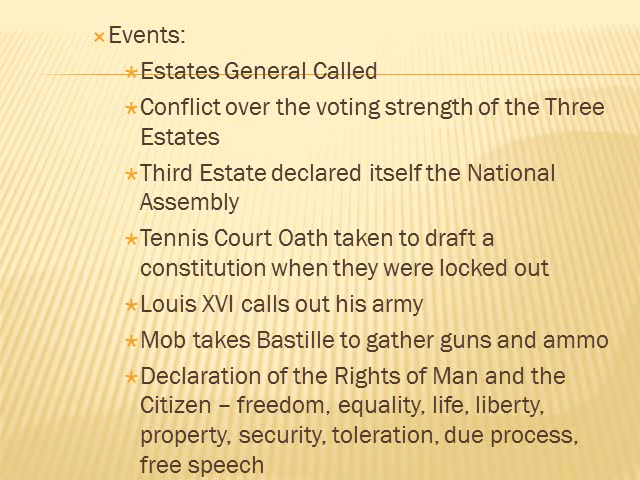 Events:
Estates General Called
Conflict over the voting strength of the Three
Estates
Third Estate declared itself the National
Assembly
Tennis Court Oath taken to draft a
constitution when they were locked out
Louis XVI calls out his army
Mob takes Bastille to gather guns and ammo
Declaration of the Rights of Man and the
Citizen – freedom, equality, life, liberty,
property, security, toleration, due process,
free speech